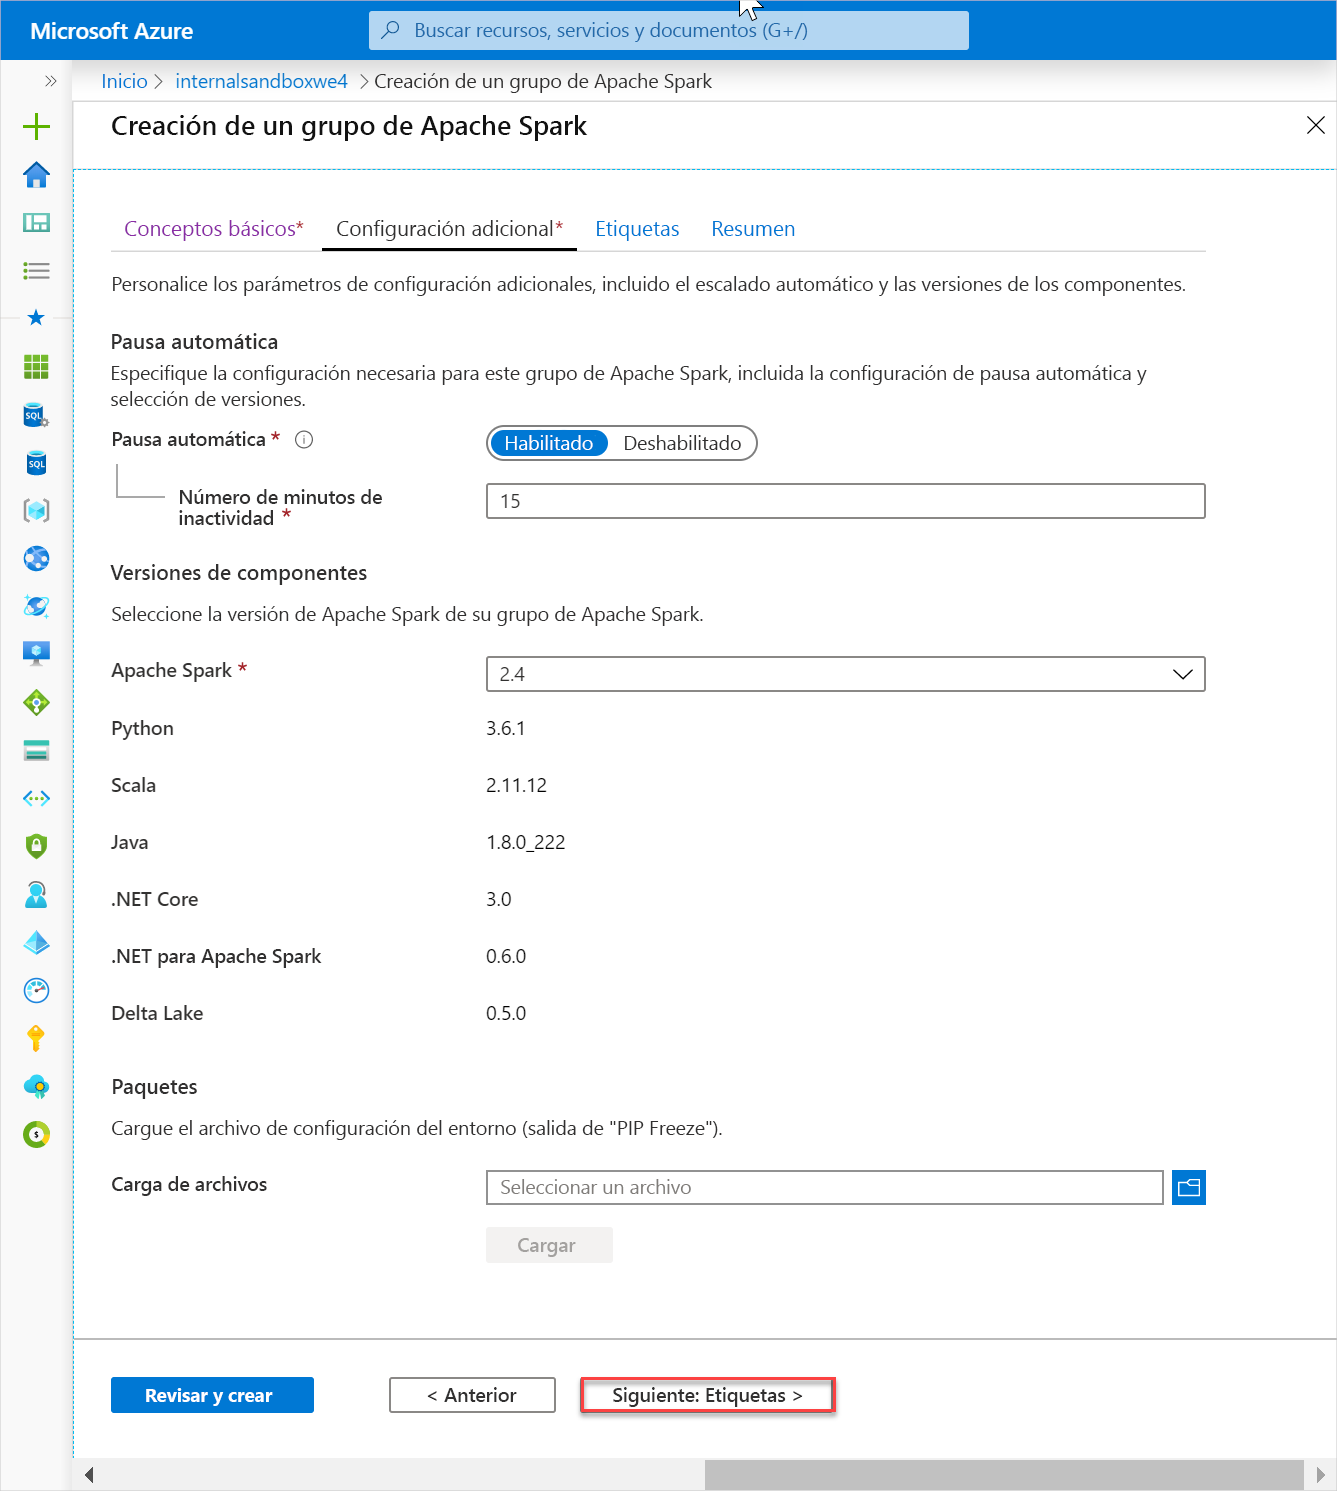 Microsoft Azure
Buscar recursos, servicios y documentos (G+/)
Inicio > internalsandboxwe4 > Creación de un grupo de Apache Spark
Creación de un grupo de Apache Spark
Conceptos básicos* Configuración adicional* Etiquetas Resumen
Personalice los parámetros de configuración adicionales, incluido el escalado automático y las versiones de los componentes.
Pausa automática
Especifique la configuración necesaria para este grupo de Apache Spark, incluida la configuración de pausa automática y
selección de versiones.
Pausa automática * Habilitado Deshabilitado
Número de minutos de
inactividad *
15
Versiones de componentes
Seleccione la versión de Apache Spark de su grupo de Apache Spark.
Apache Spark * 2.4
Python 3.6.1
Scala 2.11.12
Java 1.8.0_222
.NET Core 3.0
.NET para Apache Spark 0.6.0
Delta Lake 0.5.0
Paquetes
Cargue el archivo de configuración del entorno (salida de "PIP Freeze").
Carga de archivos Seleccionar un archivo
Cargar
Revisar y crear < Anterior Siguiente: Etiquetas >